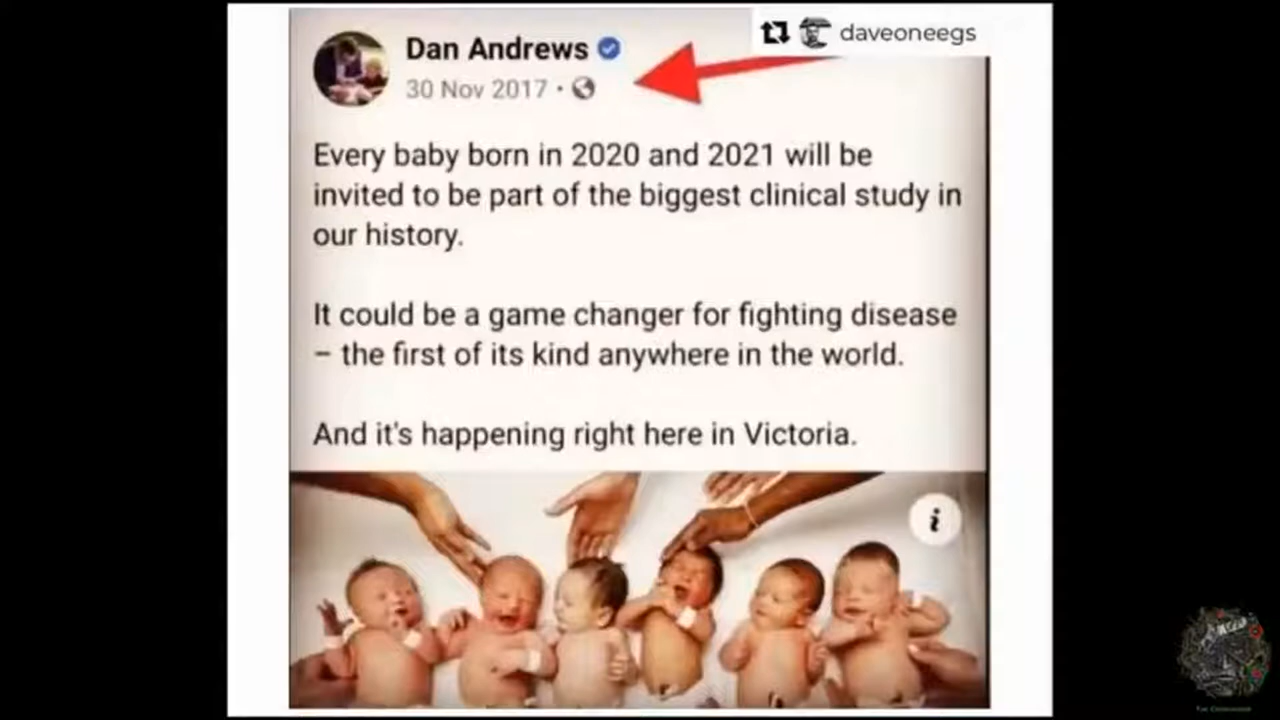 daveoneegs
Dan Andrews
30 Nov 2017 •
Every baby born in 2020 and 2021 will be
invited to be part of the biggest clinical study in
our history.
It could be a game changer for fighting disease
– the first of its kind anywhere in the world.
And it's happening right here in Victoria.
i